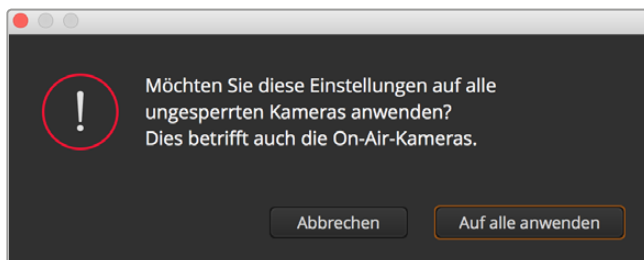 Möchten Sie diese Einstellungen auf alle
ungesperrten Kameras anwenden?
Dies betrifft auch die On-Air-Kameras.
Abbrechen
Auf alle anwenden